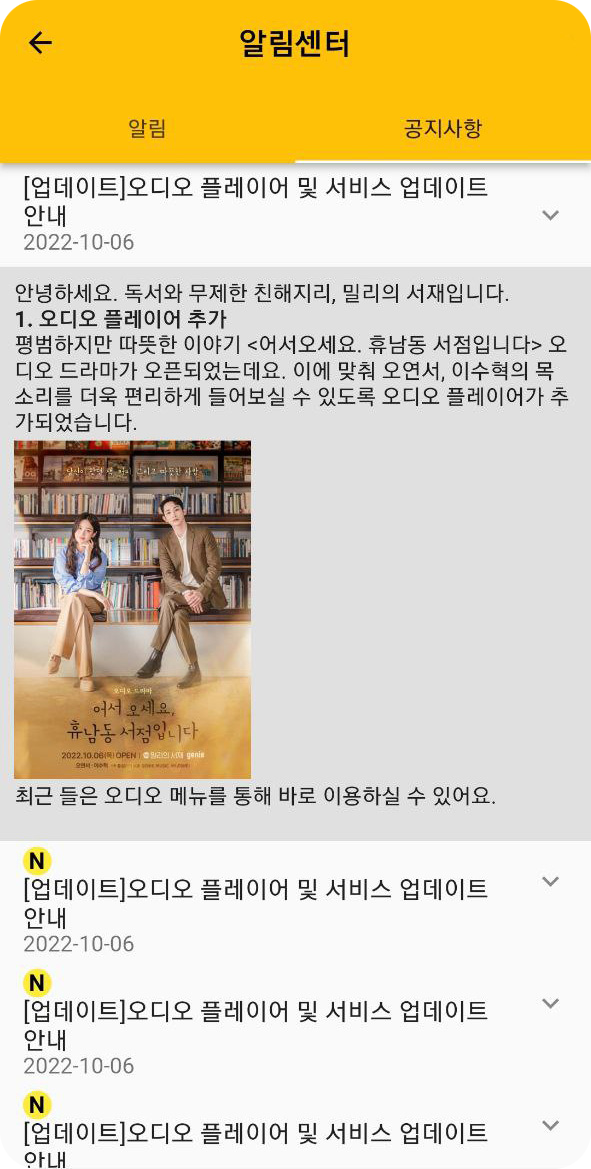 알림센터
알림
공지사항
[업데이트]오디오 플레이어 및 서비스 업데이트
안내
2022-10-06
안녕하세요. 독서와 무제한 친해지리, 밀리의 서재입니다.
1. 오디오 플레이어 추가
평범하지만 따뜻한 이야기 <어서오세요. 휴남동 서점입니다> 오
디오 드라마가 오픈되었는데요. 이에 맞춰 오연서, 이수혁의 목
소리를 더욱 편리하게 들어보실 수 있도록 오디오 플레이어가 추
가되었습니다.
오디오 드라마
어서 오세요,
휴남동 서점입니다
2022.10.06(목) OPEN | 밀리의 서재 genie
오연서 · 이수혁
최근 들은 오디오 메뉴를 통해 바로 이용하실 수 있어요.
N
[업데이트]오디오 플레이어 및 서비스 업데이트
안내
2022-10-06
N
[업데이트]오디오 플레이어 및 서비스 업데이트
안내
2022-10-06
N
[업데이트]오디오 플레이어 및 서비스 업데이트
안내